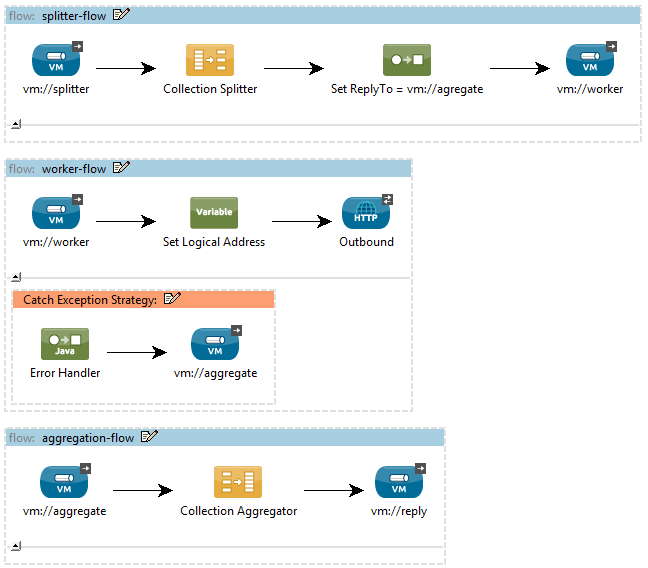 flow: splitter-flow
VM VM
vm://splitter Collection Splitter Set ReplyTo = vm://agregate vm://worker
flow: worker-flow
VM Variable HTTP
vm://worker Set Logical Address Outbound
Catch Exception Strategy:
Java VM
Error Handler vm://aggregate
flow: aggregation-flow
VM VM
vm://aggregate Collection Aggregator vm://reply